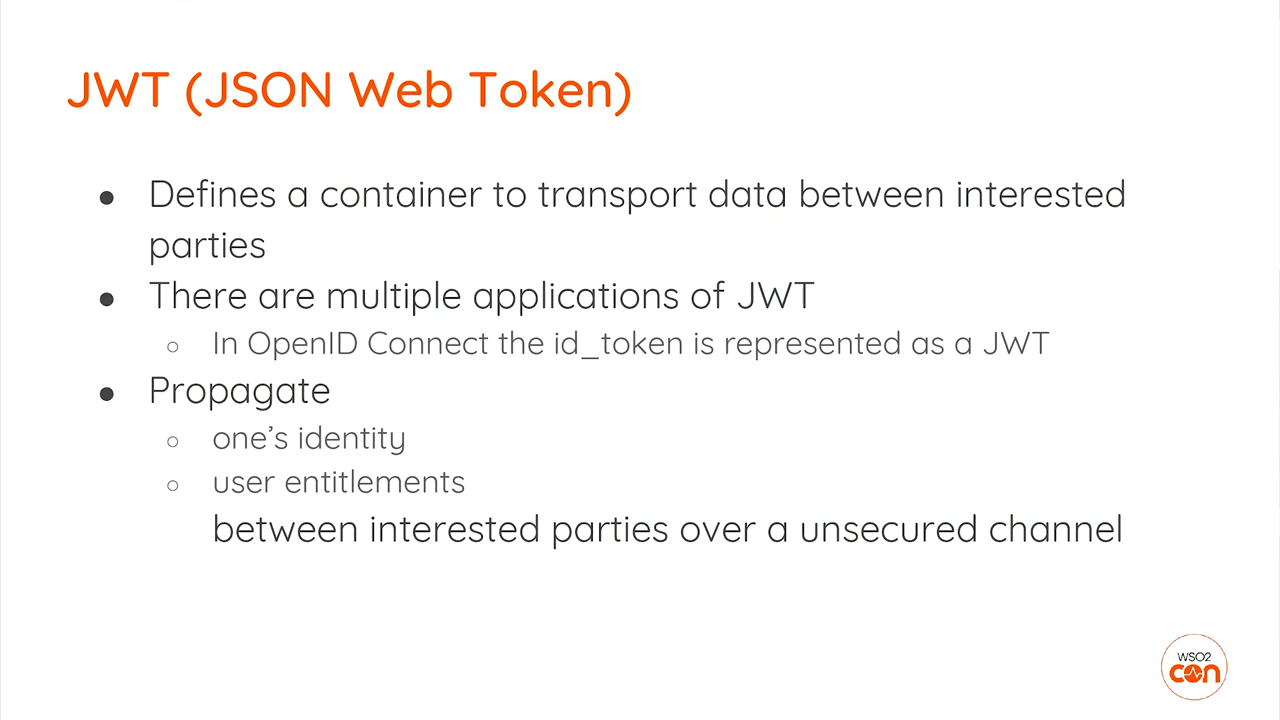 JWT (JSON Web Token)
● Defines a container to transport data between interested
parties
● There are multiple applications of JWT
○ In OpenID Connect the id_token is represented as a JWT
● Propagate
○ one’s identity
○ user entitlements
between interested parties over a unsecured channel
WSO2
con